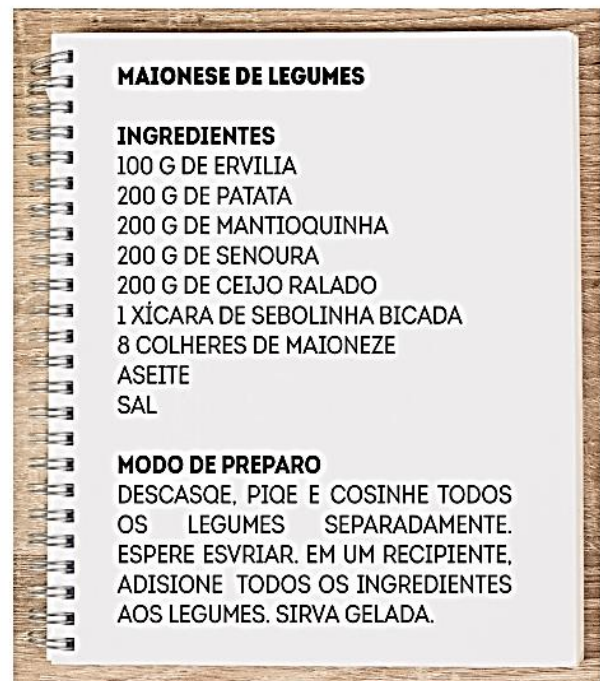 MAIONESE DE LEGUMES
INGREDIENTES
100 G DE ERVILIA
200 G DE PATATA
200 G DE MANTIOQUINHA
200 G DE SENOURA
200 G DE CEIJO RALADO
1 XÍCARA DE SEBOLINHA BICADA
8 COLHERES DE MAIONEZE
ASEITE
SAL
MODO DE PREPARO
DESCASQE, PIQE E COSINHE TODOS
OS LEGUMES SEPARADAMENTE.
ESPERE ESVRIAR. EM UM RECIPIENTE,
ADISIONE TODOS OS INGREDIENTES
AOS LEGUMES. SIRVA GELADA.